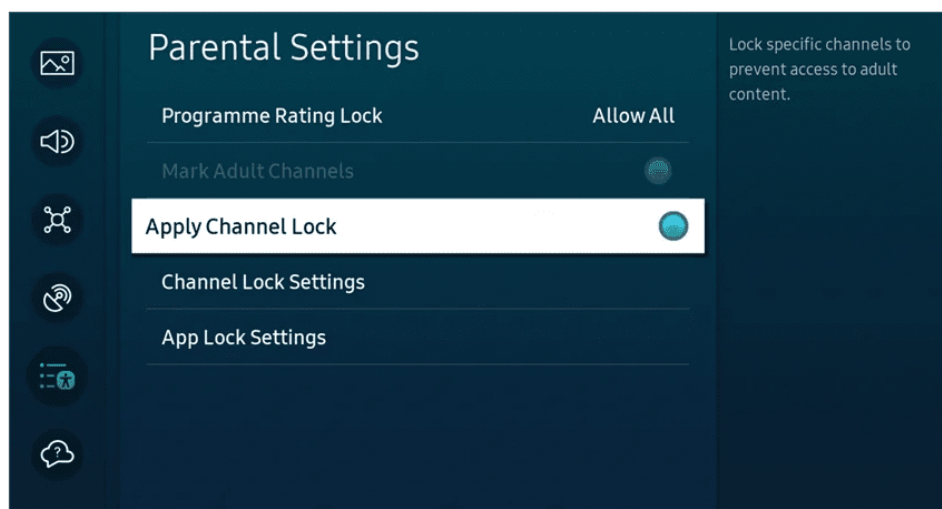 Parental Settings
Programme Rating Lock Allow All
Mark Adult Channels
Apply Channel Lock
Channel Lock Settings
App Lock Settings
Lock specific channels to
prevent access to adult
content.
?